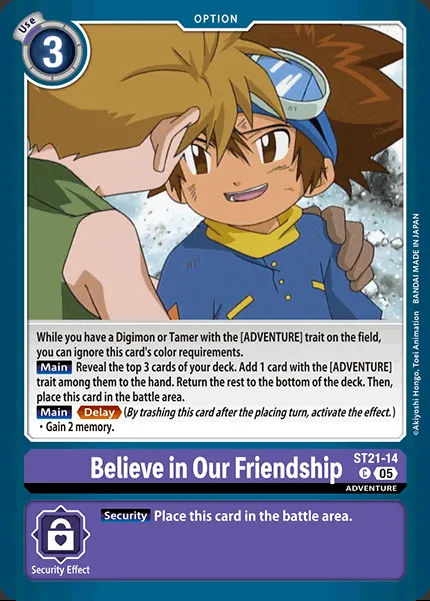 OPTION
Use
3
While you have a Digimon or Tamer with the [ADVENTURE] trait on the field,
you can ignore this card's color requirements.
Main Reveal the top 3 cards of your deck. Add 1 card with the [ADVENTURE]
trait among them to the hand. Return the rest to the bottom of the deck. Then,
place this card in the battle area.
Main Delay (By trashing this card after the placing turn, activate the effect.)
• Gain 2 memory.
©Akiyoshi Hongo, Toei Animation BANDAI MADE IN JAPAN
Believe in Our Friendship
ST21-14
C 05
ADVENTURE
Security Place this card in the battle area.
Security Effect